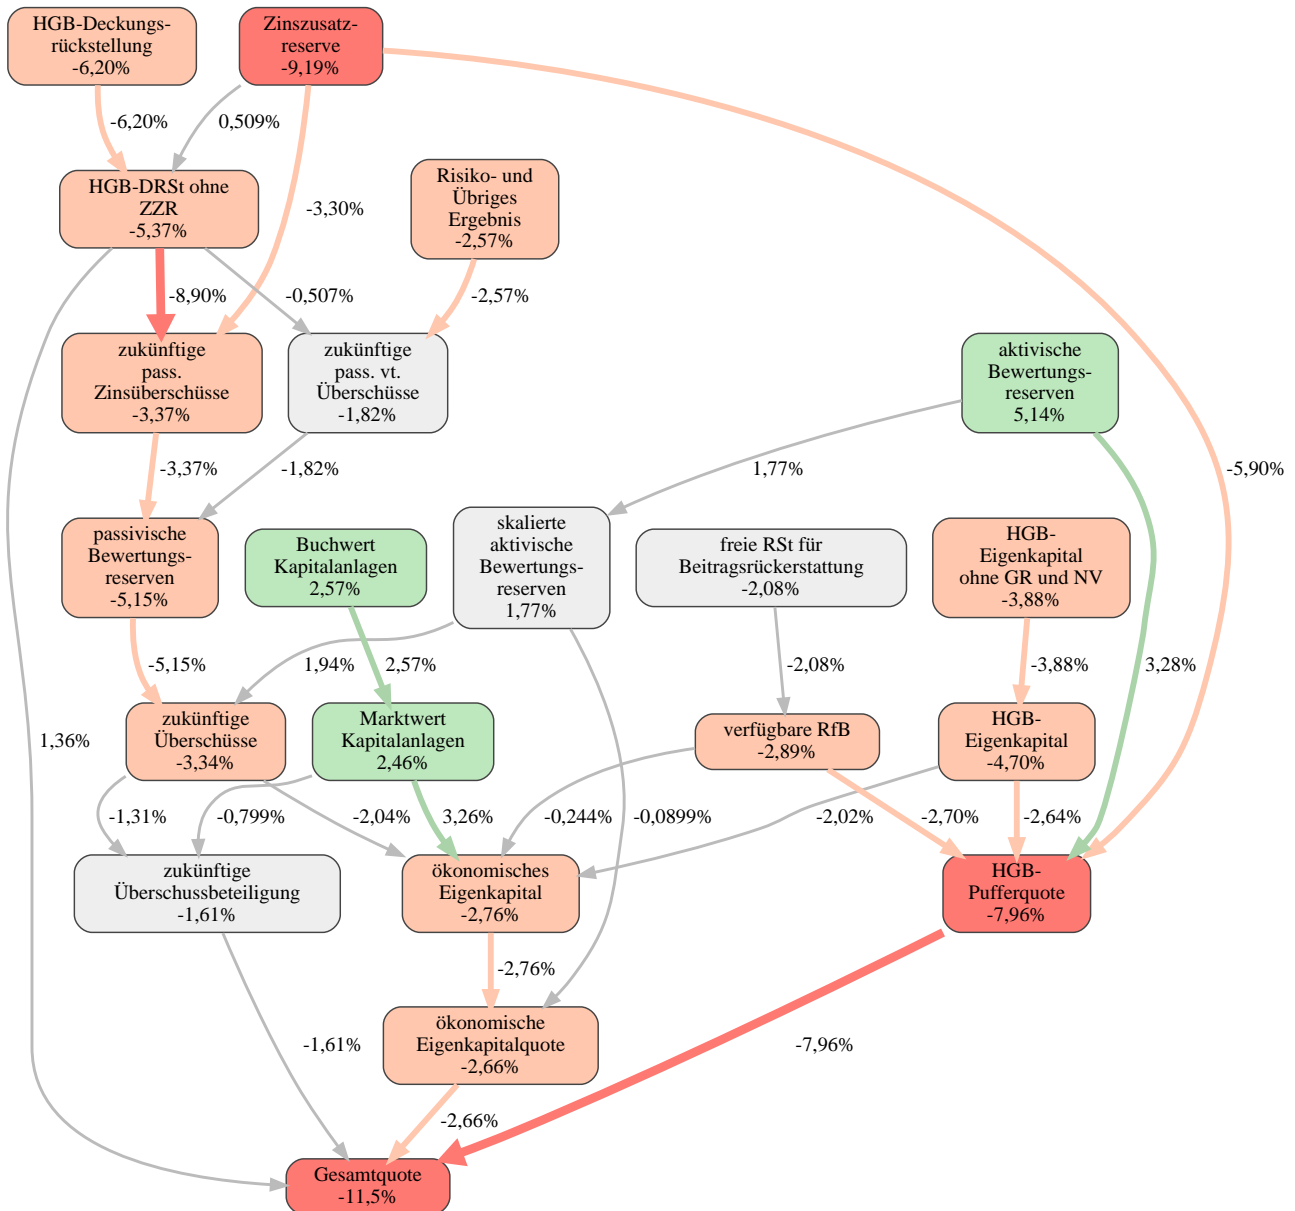 HGB-Deckungs-
rückstellung
-6,20%
Zinszusatz-
reserve
-9,19%
-6,20%
0,509%
HGB-DRSt ohne
ZZR
-5,37%
Risiko- und
Übriges
Ergebnis
-2,57%
-3,30%
-8,90%
-0,507%
-2,57%
zukünftige
pass.
Zinsüberschüsse
-3,37%
zukünftige
pass. vt.
Überschüsse
-1,82%
aktivische
Bewertungs-
reserven
5,14%
-3,37%
-1,82%
1,77%
-5,90%
passivische
Bewertungs-
reserven
-5,15%
Buchwert
Kapitalanlagen
2,57%
skalierte
aktivische
Bewertungs-
reserven
1,77%
freie RSt für
Beitragsrückerstattung
-2,08%
HGB-
Eigenkapital
ohne GR und NV
-3,88%
-5,15%
1,94%
2,57%
-2,08%
-3,88%
3,28%
zukünftige
Überschüsse
-3,34%
Marktwert
Kapitalanlagen
2,46%
verfügbare RfB
-2,89%
HGB-
Eigenkapital
-4,70%
1,36%
-1,31%
-0,799%
-2,04%
3,26%
-0,244%
-0,0899%
-2,02%
-2,70%
-2,64%
zukünftige
Überschussbeteiligung
-1,61%
ökonomisches
Eigenkapital
-2,76%
HGB-
Pufferquote
-7,96%
-2,76%
ökonomische
Eigenkapitalquote
-2,66%
-1,61%
-7,96%
-2,66%
Gesamtquote
-11,5%